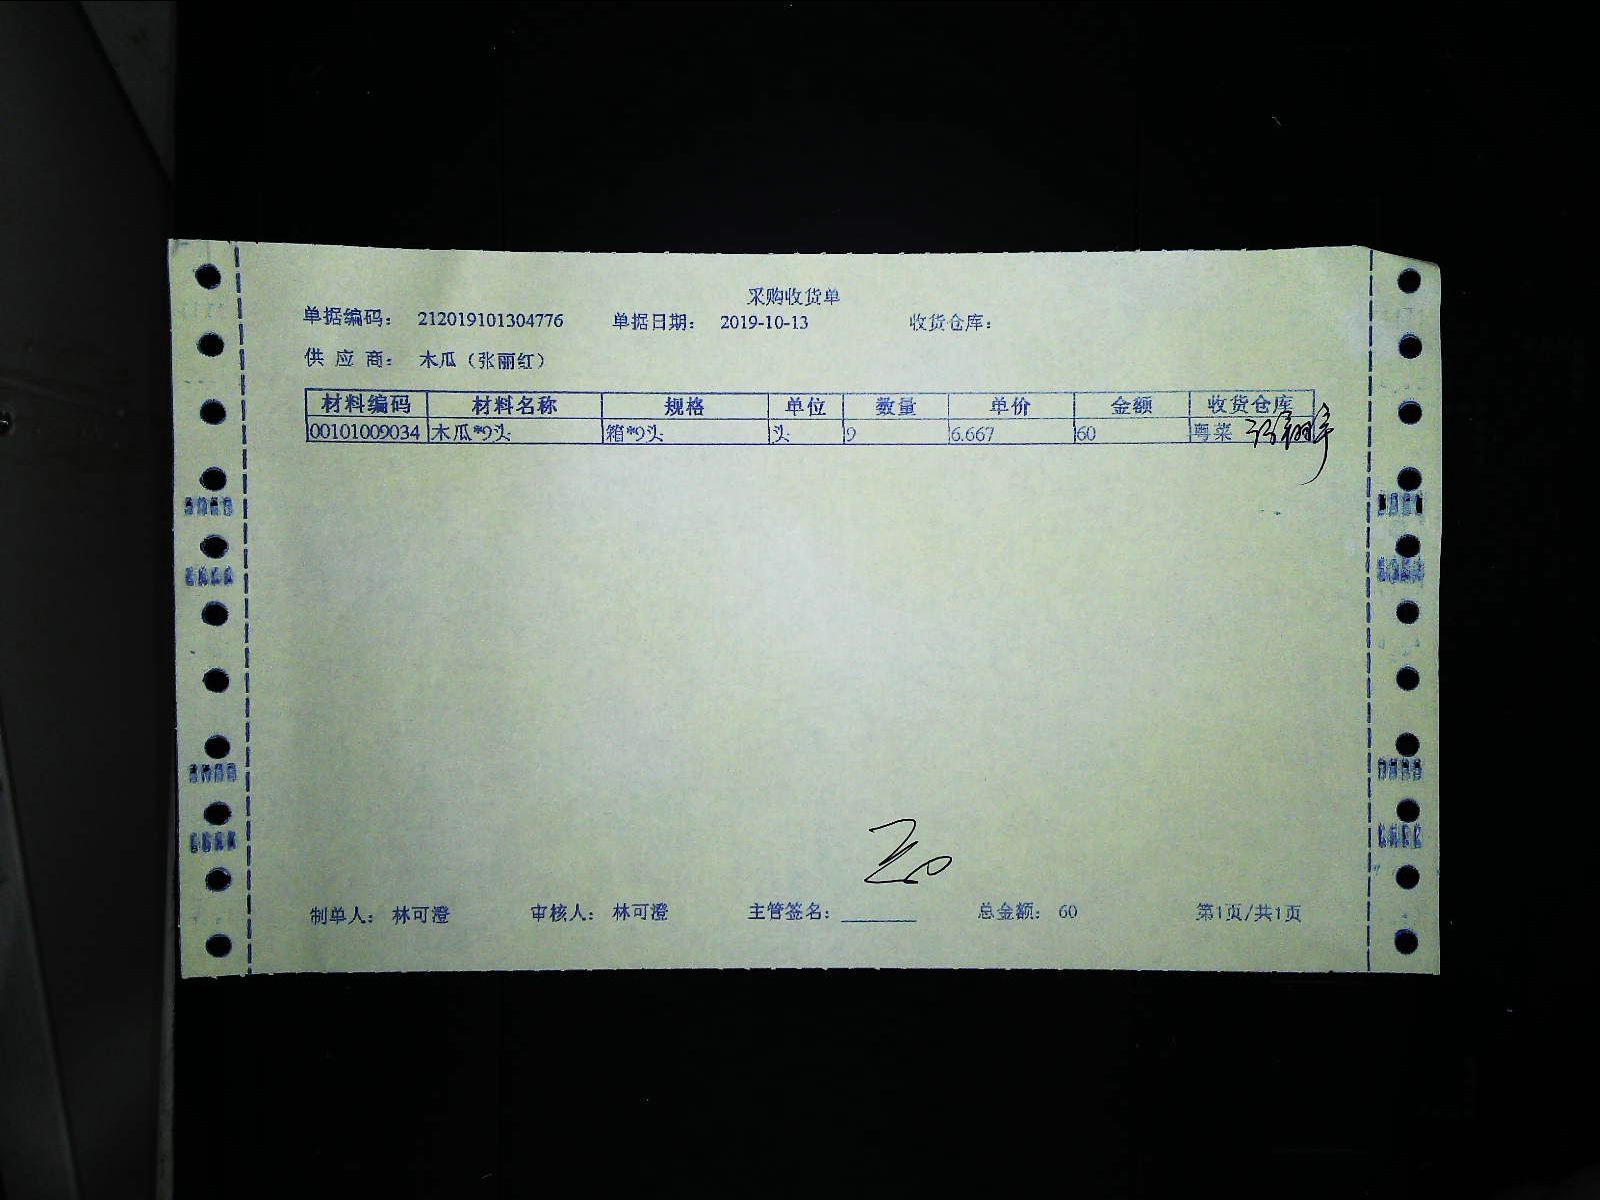 采购收货单
单据编码: 212019101304776 单据日期: 2019-10-13 收货仓库:
供 应 商: 木瓜（张丽红）
材料编码 材料名称 规格 单位 数量 单价 金额 收货仓库
00101009034 木瓜*9头 箱*9头 头 9 6.667 60 粤菜
制单人: 林可澄 审核人: 林可澄 主管签名: 总金额: 60 第1页/共1页